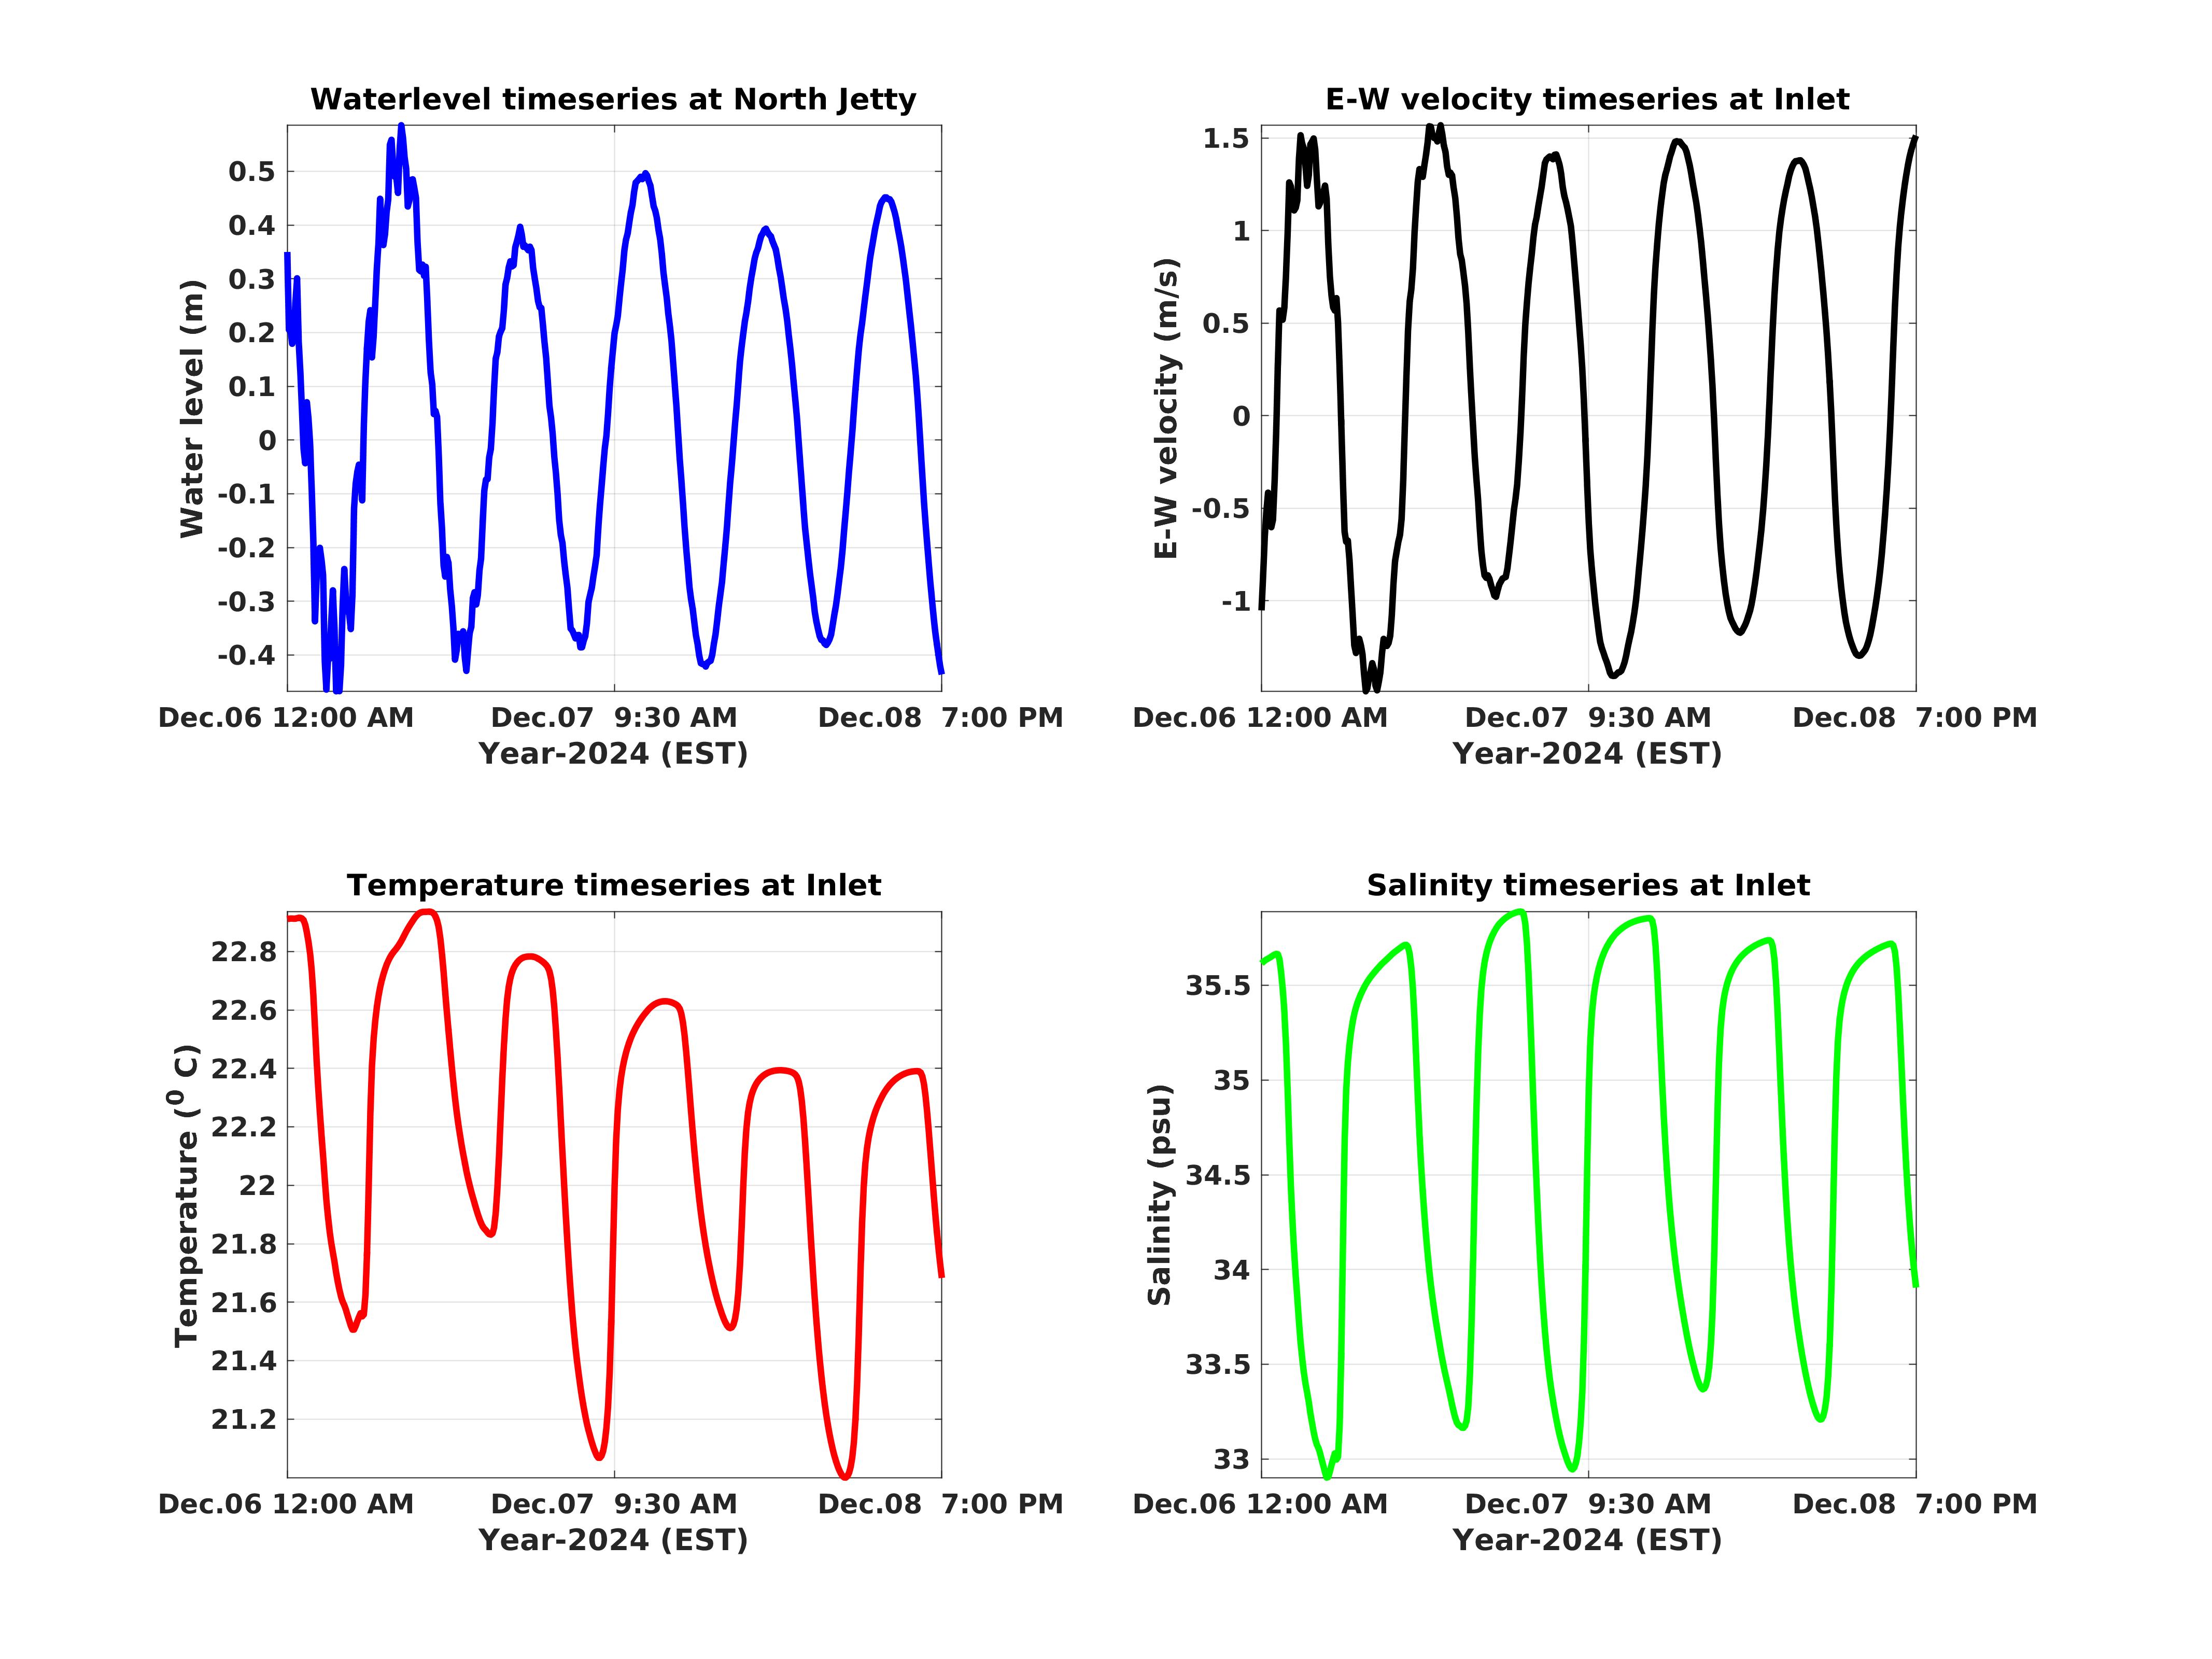 Waterlevel timeseries at North Jetty
0.5
0.4
0.3
0.2
0.1
0
-0.1
-0.2
-0.3
-0.4
Water level (m)
Dec.06 12:00 AM Dec.07 9:30 AM Dec.08 7:00 PM
Year-2024 (EST)
E-W velocity timeseries at Inlet
1.5
1
0.5
0
-0.5
-1
E-W velocity (m/s)
Dec.06 12:00 AM Dec.07 9:30 AM Dec.08 7:00 PM
Year-2024 (EST)
Temperature timeseries at Inlet
22.8
22.6
22.4
22.2
22
21.8
21.6
21.4
21.2
Temperature (⁰ C)
Dec.06 12:00 AM Dec.07 9:30 AM Dec.08 7:00 PM
Year-2024 (EST)
Salinity timeseries at Inlet
35.5
35
34.5
34
33.5
33
Salinity (psu)
Dec.06 12:00 AM Dec.07 9:30 AM Dec.08 7:00 PM
Year-2024 (EST)